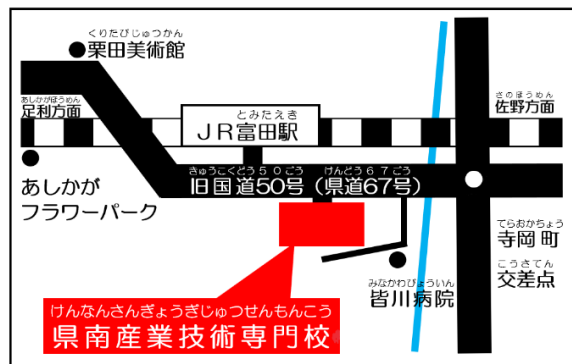 くりたびじゅつかん
栗田美術館
あしかがほうめん
足利方面
とみたえき
JR富田駅
さのほうめん
佐野方面
きゅうこくどう50ごう けんどう67ごう
旧国道50号(県道67号)
あしかが
フラワーパーク
てらおかちょう
寺岡町
こうさてん
交差点
みなかわびょういん
皆川病院
けんなんさんぎょうぎじゅつせんもんこう
県南産業技術専門校